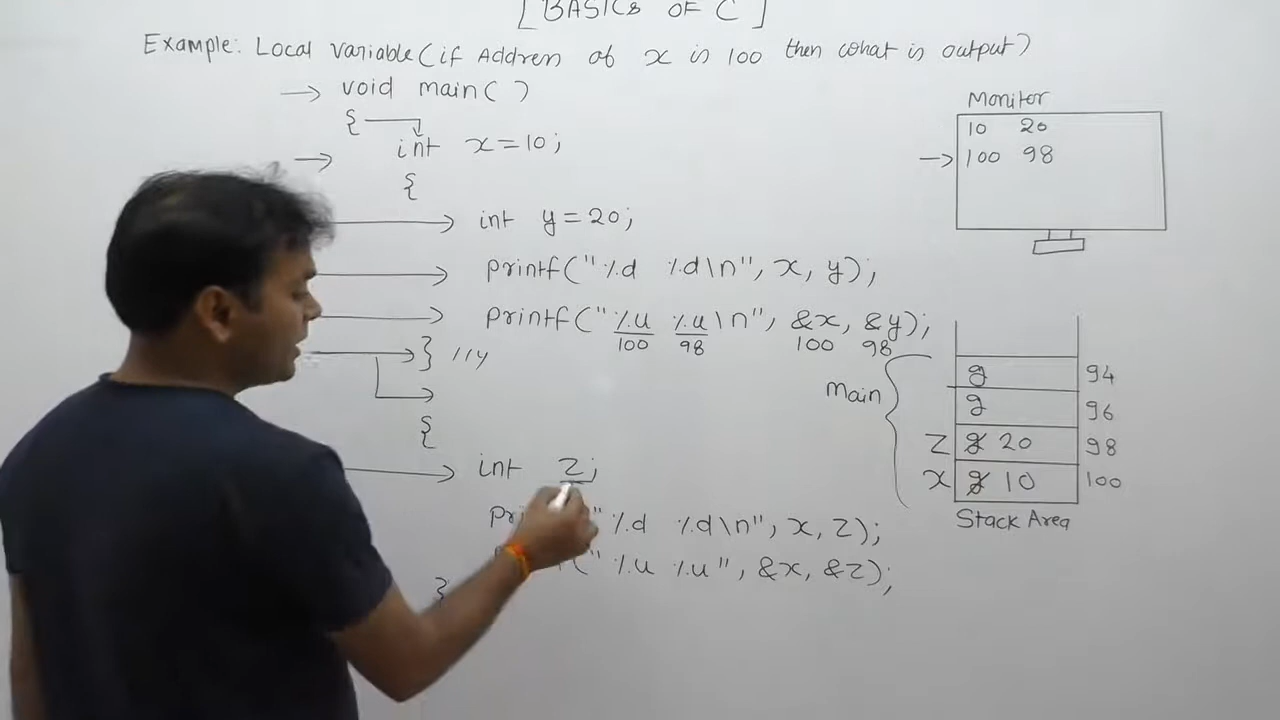 [ BASICS OF C ]
Example: Local variable (if Address of x is 100 then what is output)
void main( )
{
int x = 10;
{
int y = 20;
printf("%d %d\n", x, y);
printf("%u %u\n", &x, &y);
100 98 100 98
} //y
{
int z;
"%d %d\n", x, z);
(" %u %u", &x, &z);
}
Monitor
10 20
100 98
Main
g 94
g 96
z g 20 98
x g 10 100
Stack Area